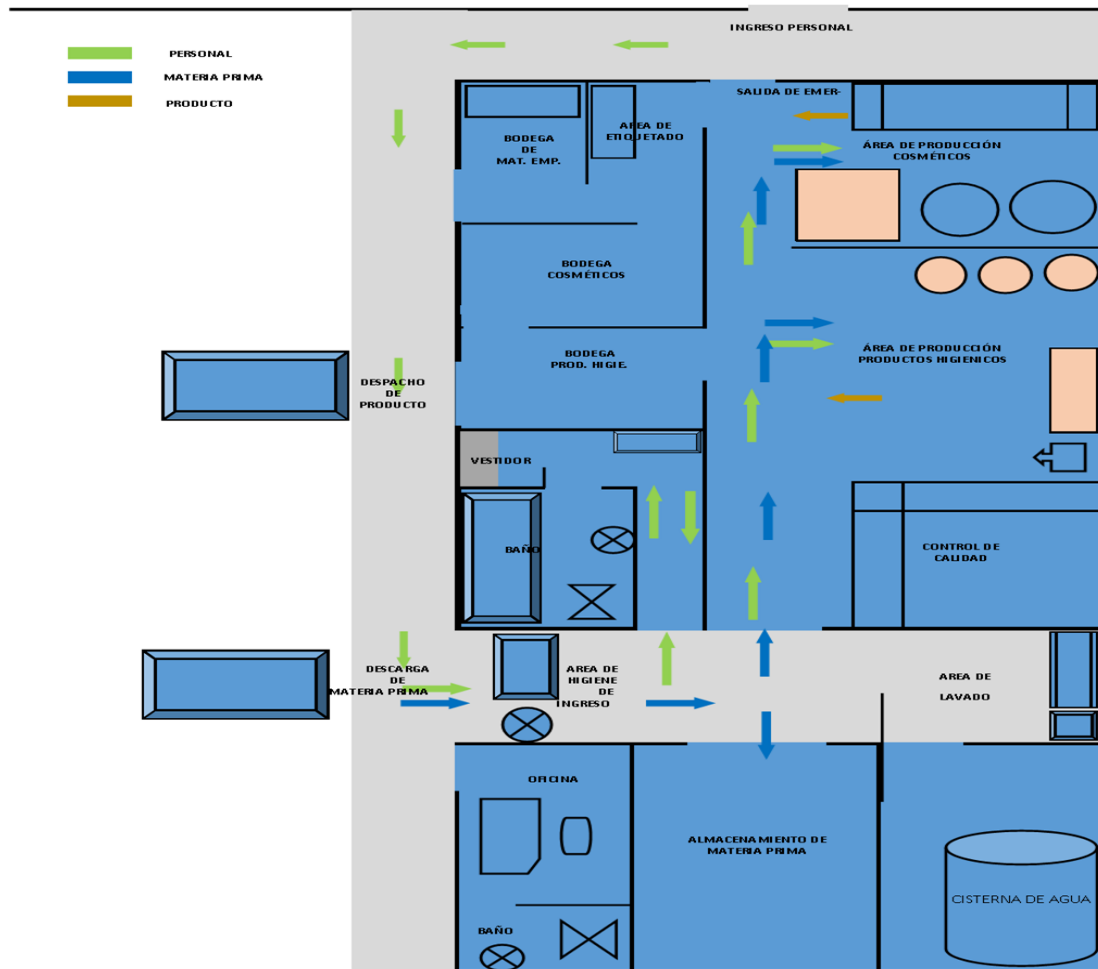 INGRESO PERSONAL
PERSONAL
MATERIA PRIMA
PRODUCTO
SALIDA DE EMER-
BODEGA
DE
MAT. EMP.
AREA DE
ETIQUETADO
ÁREA DE PRODUCCIÓN
COSMÉTICOS
BODEGA
COSMÉTICOS
BODEGA
PROD. HIGIE.
ÁREA DE PRODUCCIÓN
PRODUCTOS HIGIENICOS
DESPACHO
DE
PRODUCTO
VESTIDOR
BAÑO
CONTROL DE
CALIDAD
DESCARGA
DE
MATERIA PRIMA
AREA DE
HIGIENE
DE
INGRESO
AREA DE
LAVADO
OFICINA
ALMACENAMIENTO DE
MATERIA PRIMA
CISTERNA DE AGUA
BAÑO